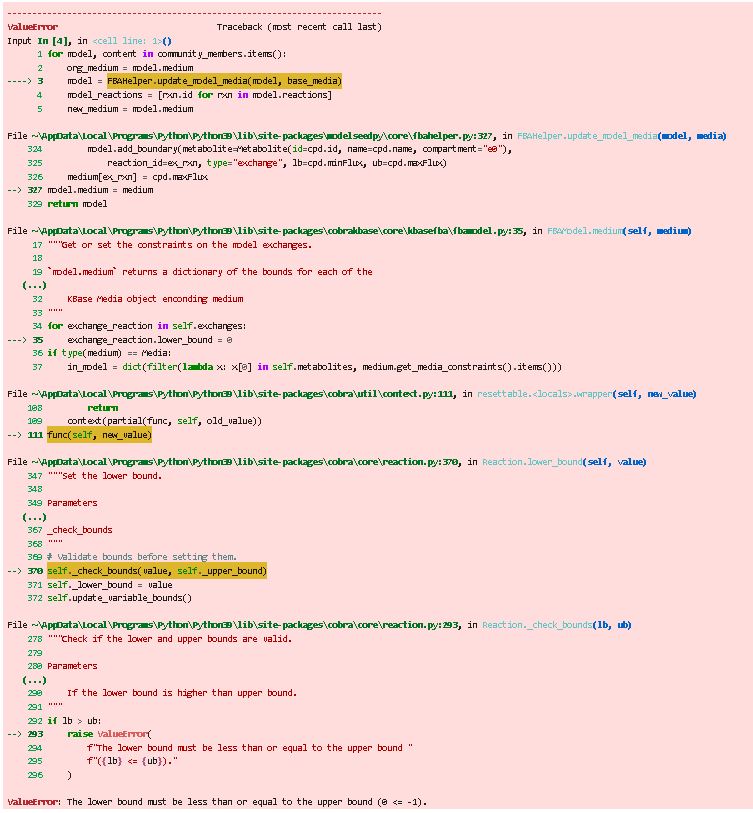 ---------------------------------------------------------------------------
ValueError                                Traceback (most recent call last)
Input In [4], in <cell line: 1>()
      1 for model, content in community_members.items():
      2     org_medium = model.medium
----> 3     model = FBAHelper.update_model_media(model, base_media)
      4     model_reactions = [rxn.id for rxn in model.reactions]
      5     new_medium = model.medium
File ~\AppData\Local\Programs\Python\Python39\lib\site-packages\modelseedpy\core\fbahelper.py:327, in FBAHelper.update_model_media(model, media)
    324         model.add_boundary(metabolite=Metabolite(id=cpd.id, name=cpd.name, compartment="e0"),
    325             reaction_id=ex_rxn, type="exchange", lb=cpd.minFlux, ub=cpd.maxFlux)
    326     medium[ex_rxn] = cpd.maxFlux
--> 327 model.medium = medium
    329 return model
File ~\AppData\Local\Programs\Python\Python39\lib\site-packages\cobrakbase\core\kbasefba\fbamodel.py:35, in FBAModel.medium(self, medium)
     17 """Get or set the constraints on the model exchanges.
     18
     19 `model.medium` returns a dictionary of the bounds for each of the
   (...)
     32     KBase Media object enconding medium
     33 """
     34 for exchange_reaction in self.exchanges:
---> 35     exchange_reaction.lower_bound = 0
     36 if type(medium) == Media:
     37     in_model = dict(filter(lambda x: x[0] in self.metabolites, medium.get_media_constraints().items()))
File ~\AppData\Local\Programs\Python\Python39\lib\site-packages\cobra\util\context.py:111, in resettable.<locals>.wrapper(self, new_value)
    108         return
    109     context(partial(func, self, old_value))
--> 111 func(self, new_value)
File ~\AppData\Local\Programs\Python\Python39\lib\site-packages\cobra\core\reaction.py:370, in Reaction.lower_bound(self, value)
    347 """Set the lower bound.
    348
    349 Parameters
   (...)
    367 _check_bounds
    368 """
    369 # Validate bounds before setting them.
--> 370 self._check_bounds(value, self._upper_bound)
    371 self._lower_bound = value
    372 self.update_variable_bounds()
File ~\AppData\Local\Programs\Python\Python39\lib\site-packages\cobra\core\reaction.py:293, in Reaction._check_bounds(lb, ub)
    278 """Check if the lower and upper bounds are valid.
    279
    280 Parameters
   (...)
    290     If the lower bound is higher than upper bound.
    291 """
    292 if lb > ub:
--> 293     raise ValueError(
    294         f"The lower bound must be less than or equal to the upper bound "
    295         f"({lb} <= {ub})."
    296     )
ValueError: The lower bound must be less than or equal to the upper bound (0 <= -1).